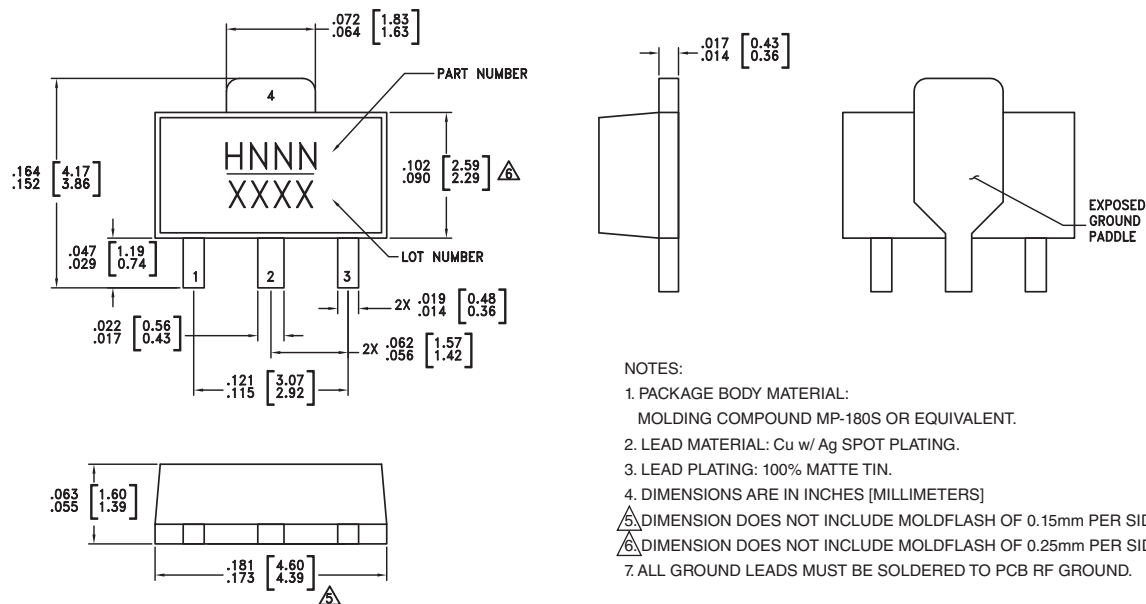 .072 [1.83]
.064 [1.63]
PART NUMBER
4
HNNN
XXXX
.164 [4.17]
.152 [3.86]
.102 [2.59]
.090 [2.29] 6
.047 [1.19]
.029 [0.74]
LOT NUMBER
1 2 3
2X .019 [0.48]
.014 [0.36]
.022 [0.56]
.017 [0.43]
2X .062 [1.57]
.056 [1.42]
.121 [3.07]
.115 [2.92]
.063 [1.60]
.055 [1.39]
.181 [4.60]
.173 [4.39]
5
.017 [0.43]
.014 [0.36]
EXPOSED
GROUND
PADDLE
NOTES:
1. PACKAGE BODY MATERIAL:
MOLDING COMPOUND MP-180S OR EQUIVALENT.
2. LEAD MATERIAL: Cu w/ Ag SPOT PLATING.
3. LEAD PLATING: 100% MATTE TIN.
4. DIMENSIONS ARE IN INCHES [MILLIMETERS]
5. DIMENSION DOES NOT INCLUDE MOLDFLASH OF 0.15mm PER SID
6. DIMENSION DOES NOT INCLUDE MOLDFLASH OF 0.25mm PER SID
7. ALL GROUND LEADS MUST BE SOLDERED TO PCB RF GROUND.